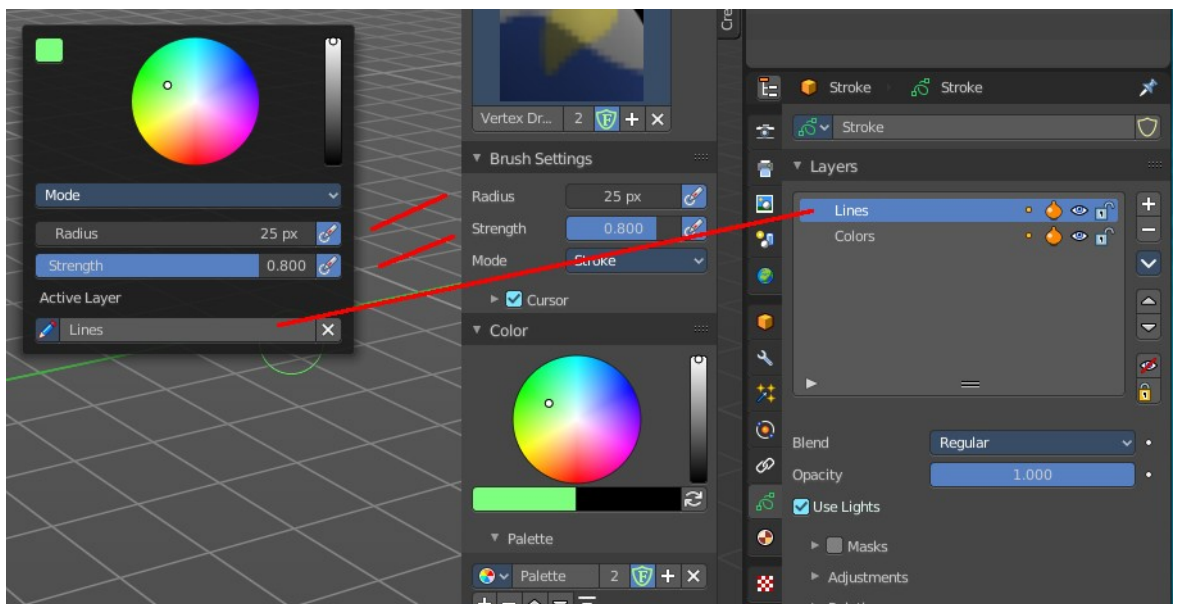 Mode
Radius 25 px
Strength 0.800
Active Layer
Lines
Vertex Dr... 2 F
Brush Settings
Radius 25 px
Strength 0.800
Mode Stroke
Cursor
Color
Palette
Palette 2 F
Stroke Stroke
Stroke
Layers
Lines
Colors
Blend Regular
Opacity 1.000
Use Lights
Masks
Adjustments